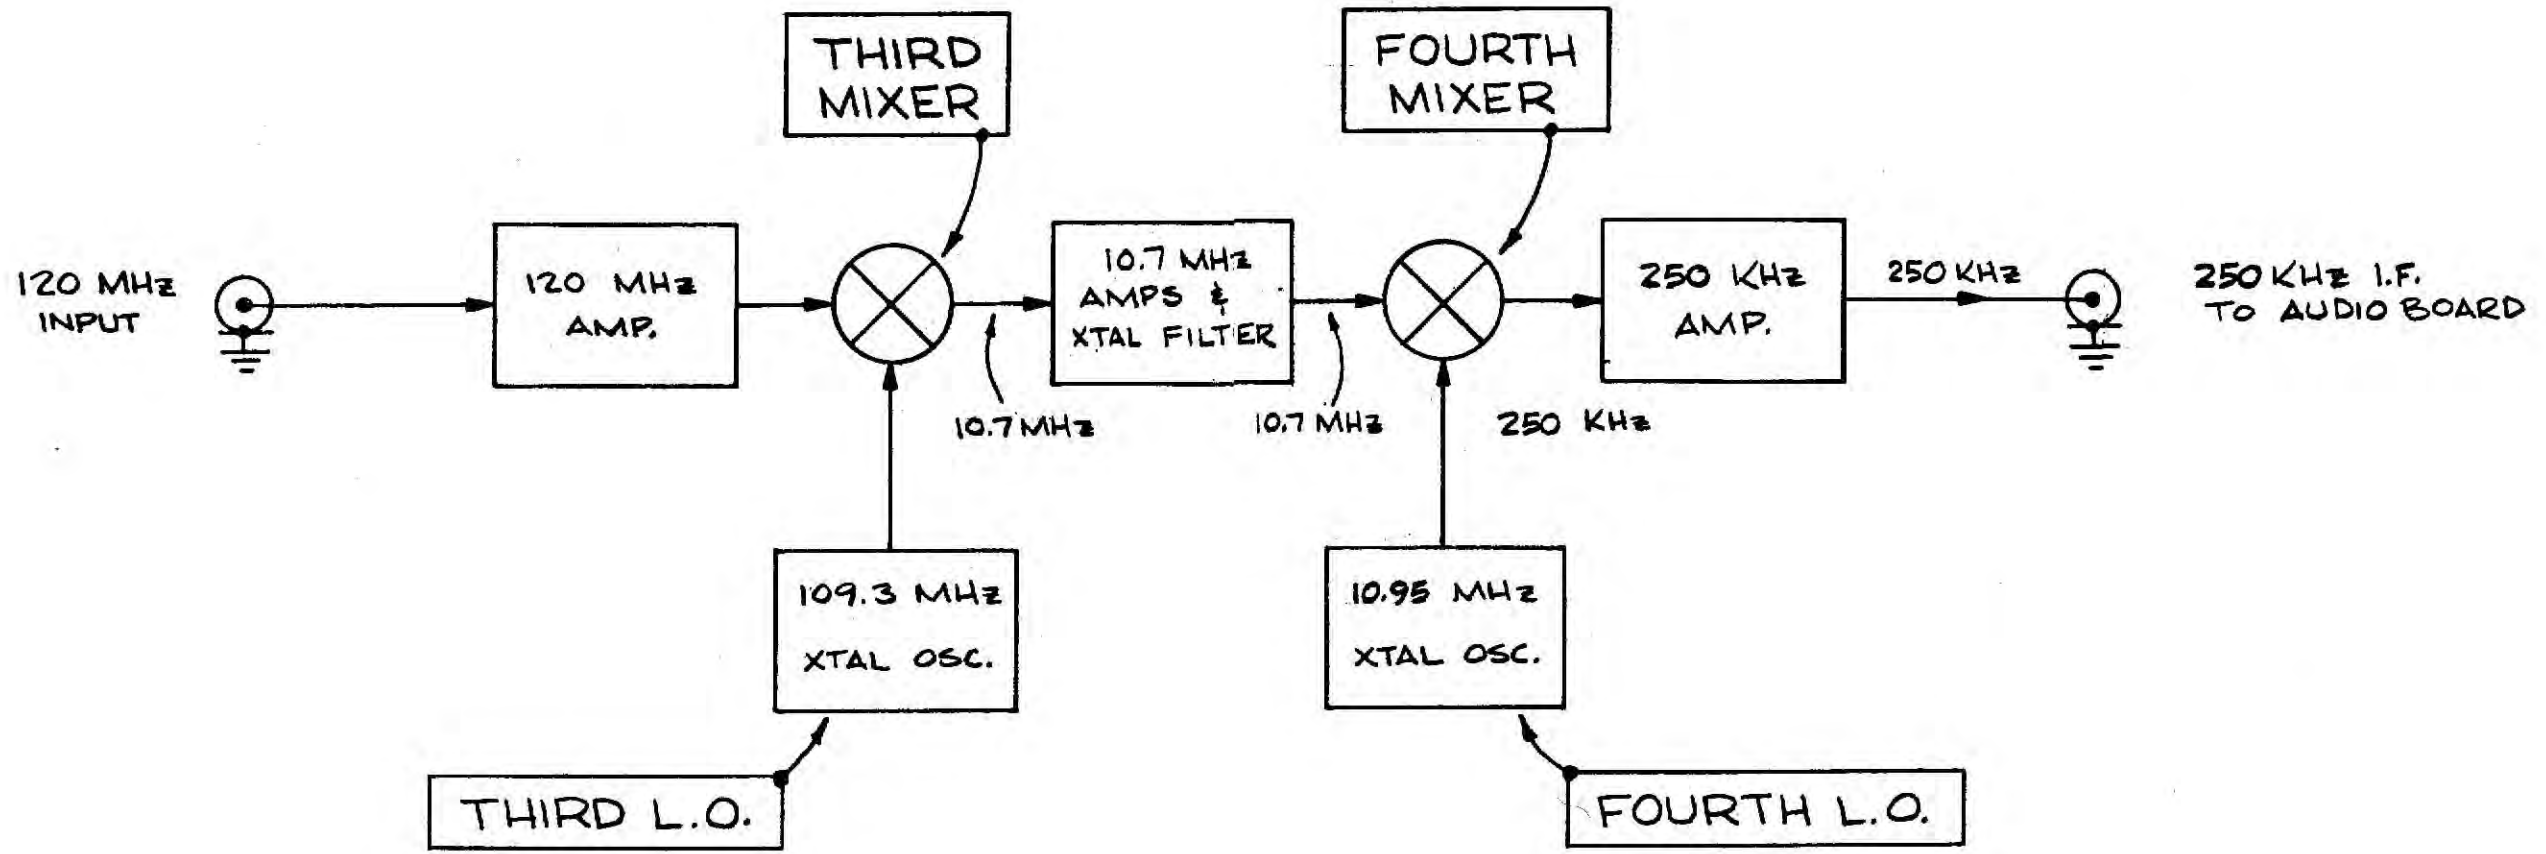 THIRD
MIXER
FOURTH
MIXER
120 MHz
INPUT
120 MHz
AMP.
10.7 MHz
AMPS &
XTAL FILTER
250 KHz
AMP.
250 KHz
250 KHz I.F.
TO AUDIO BOARD
10.7 MHz
10.7 MHz
250 KHz
109.3 MHz
XTAL OSC.
10.95 MHz
XTAL OSC.
THIRD L.O.
FOURTH L.O.